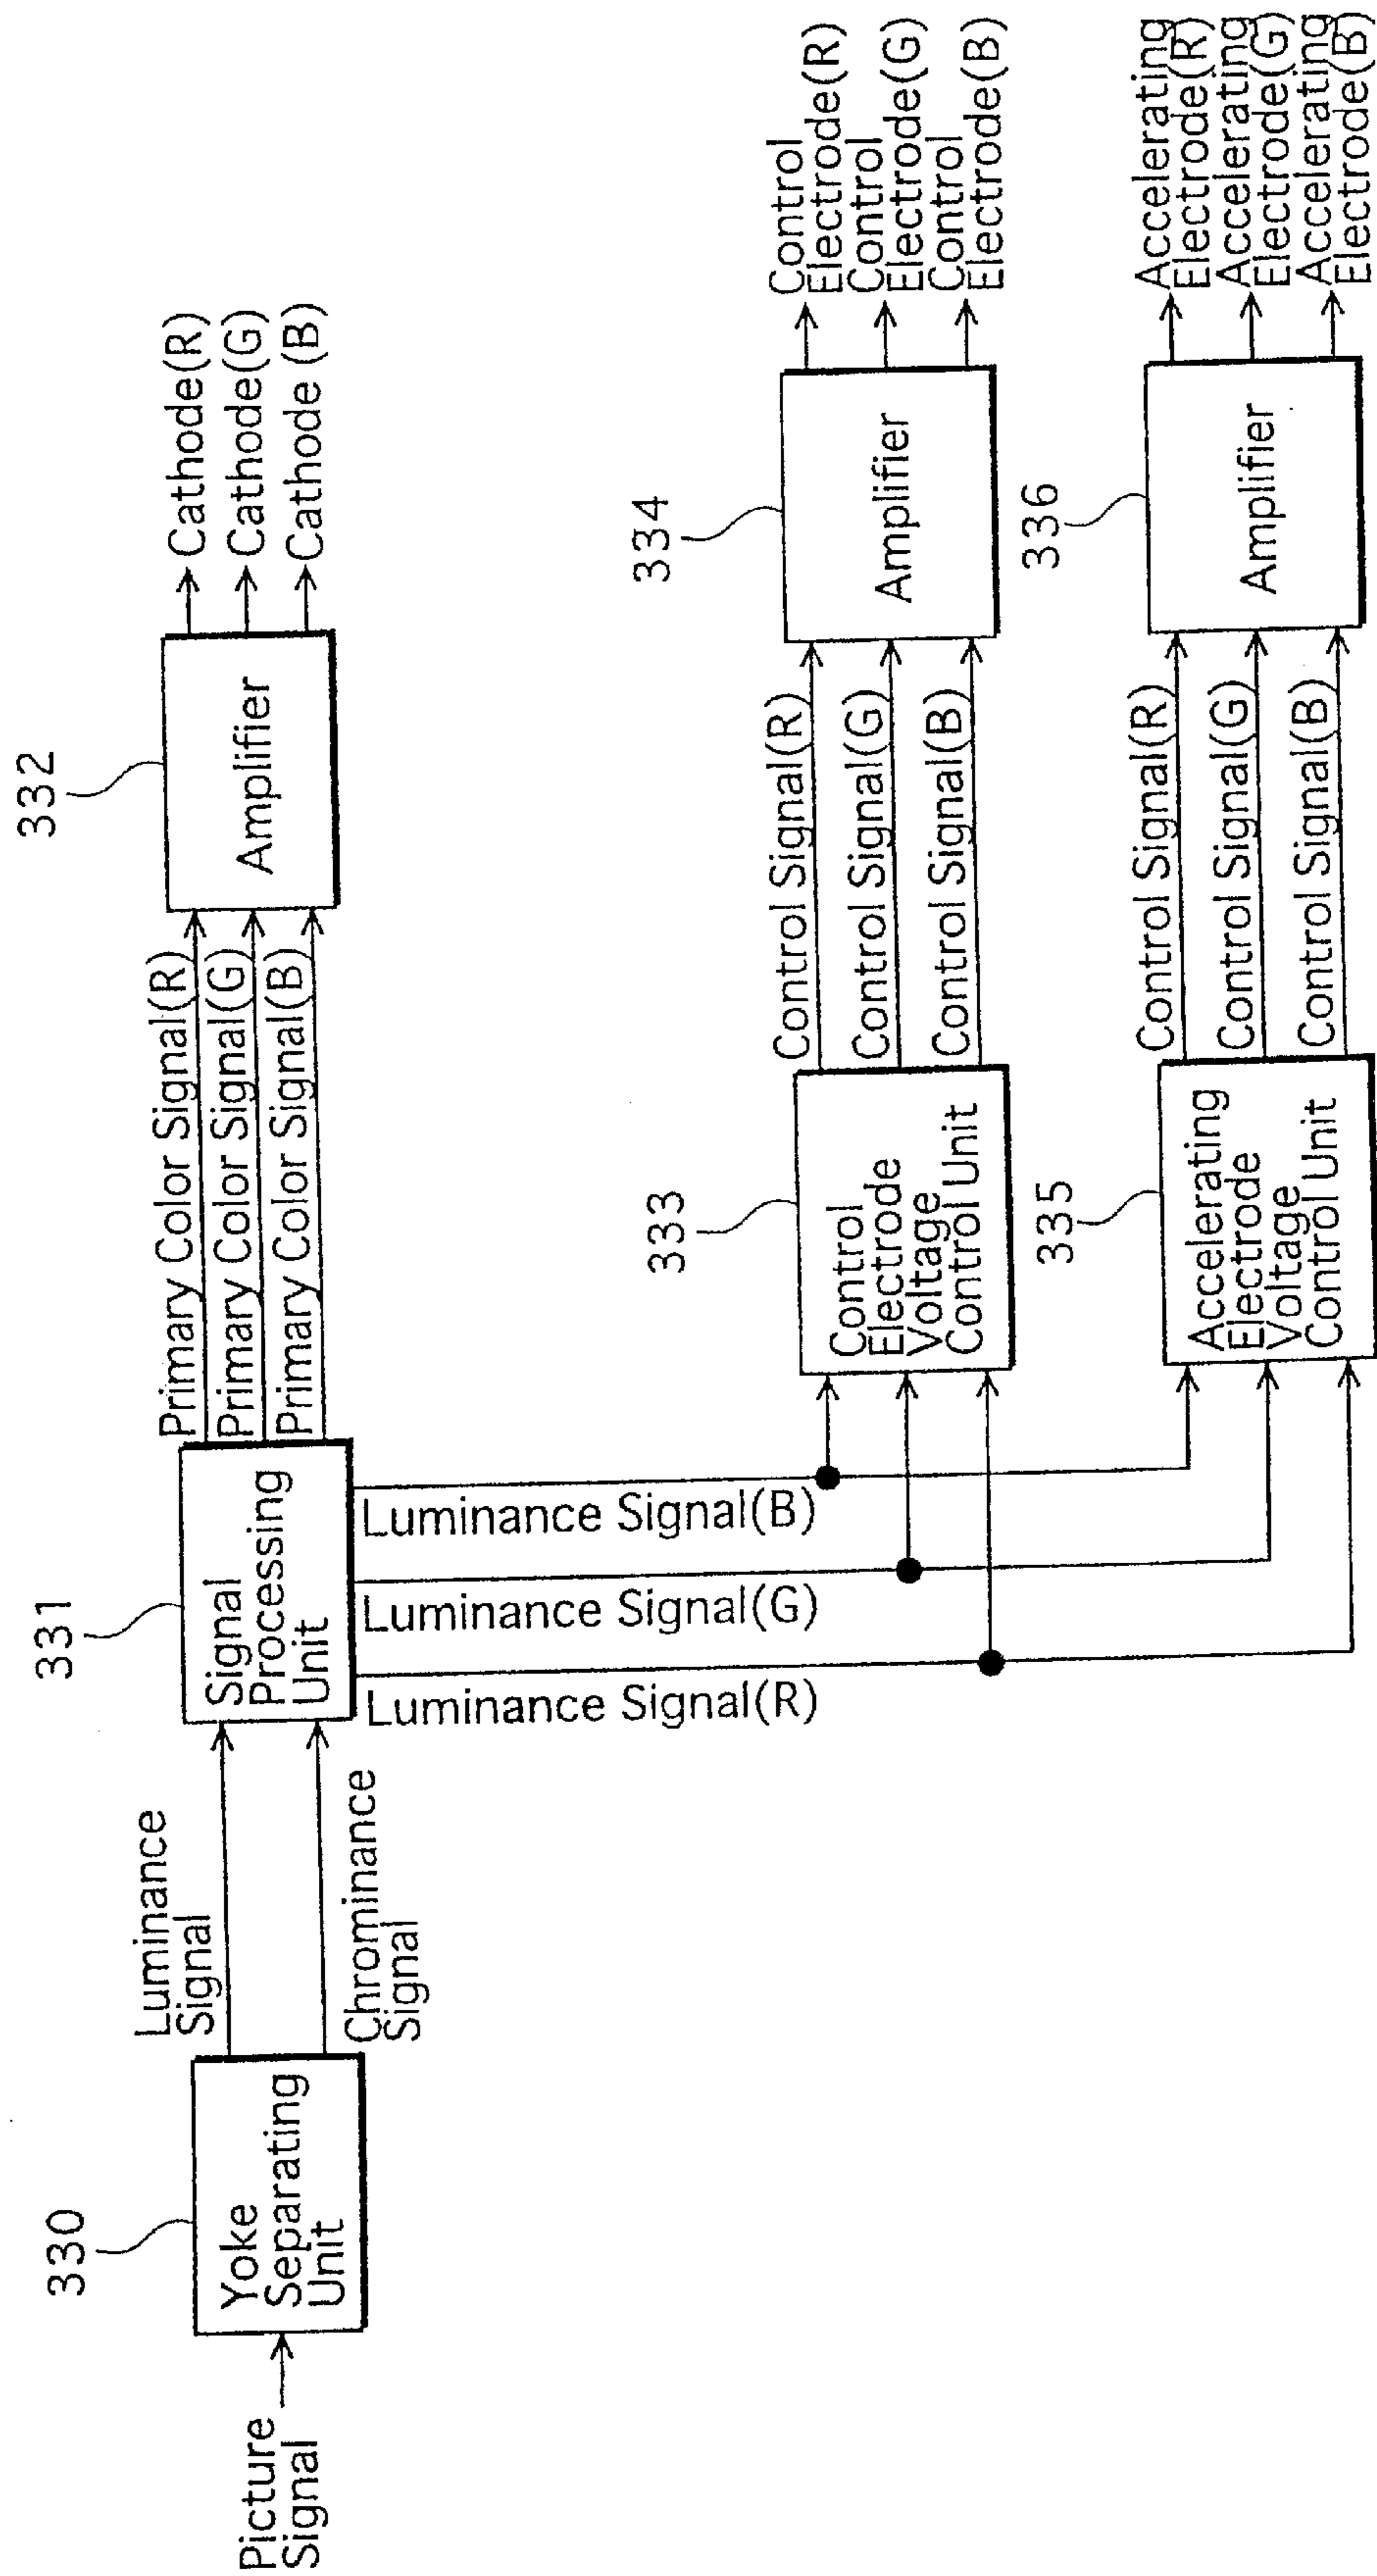 Picture
Signal
330
Yoke
Separating
Unit
Luminance
Signal
Chrominance
Signal
331
Signal
Processing
Unit
Primary Color Signal(R)
Primary Color Signal(G)
Primary Color Signal(B)
332
Amplifier
Cathode(R)
Cathode(G)
Cathode (B)
Luminance Signal(B)
Luminance Signal(G)
Luminance Signal(R)
333
Control
Electrode
Voltage
Control Unit
Control Signal(R)
Control Signal(G)
Control Signal(B)
334
Amplifier
Control
Electrode(R)
Control
Electrode(G)
Control
Electrode(B)
335
Accelerating
Electrode
Voltage
Control Unit
Control Signal(R)
Control Signal(G)
Control Signal(B)
336
Amplifier
Accelerating
Electrode(R)
Accelerating
Electrode(G)
Accelerating
Electrode(B)